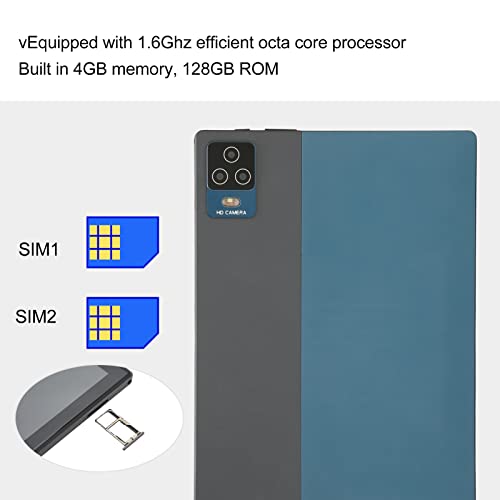 vEquipped with 1.6Ghz efficient octa core processor
Built in 4GB memory, 128GB ROM
HD CAMERA
SIM1
SIM2